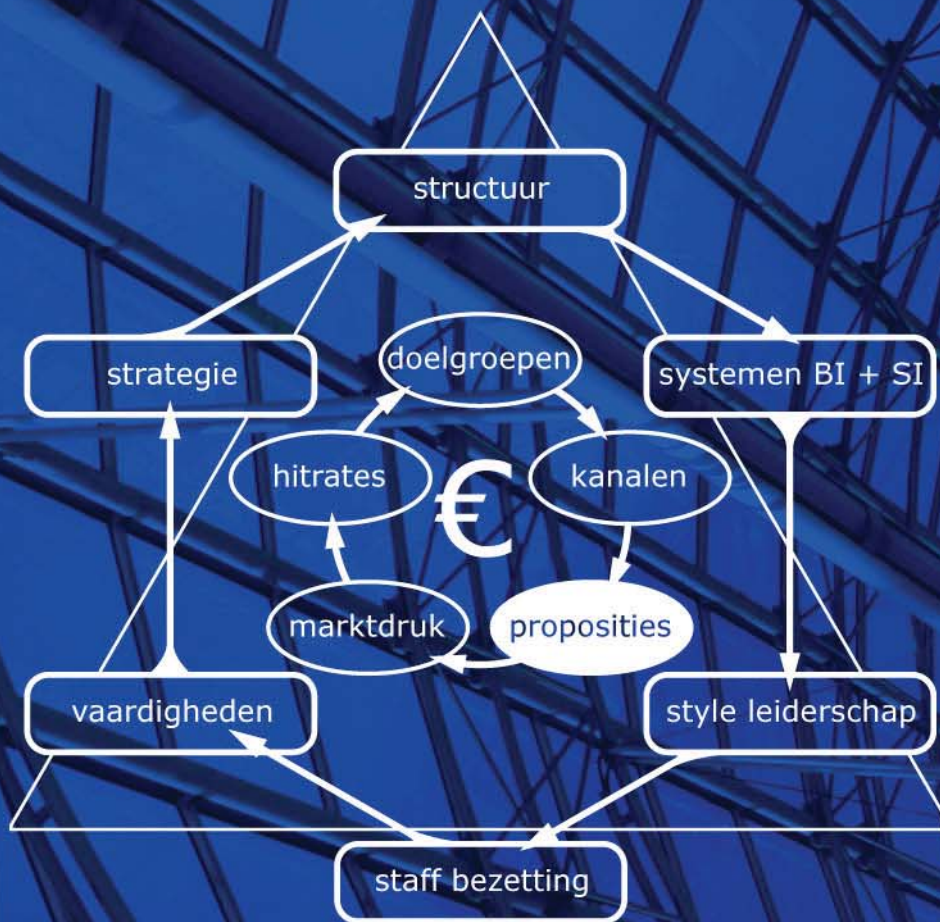 structuur
strategie
doelgroepen
systemen BI + SI
hitrates
€
kanalen
marktdruk
proposities
vaardigheden
style leiderschap
staff bezetting